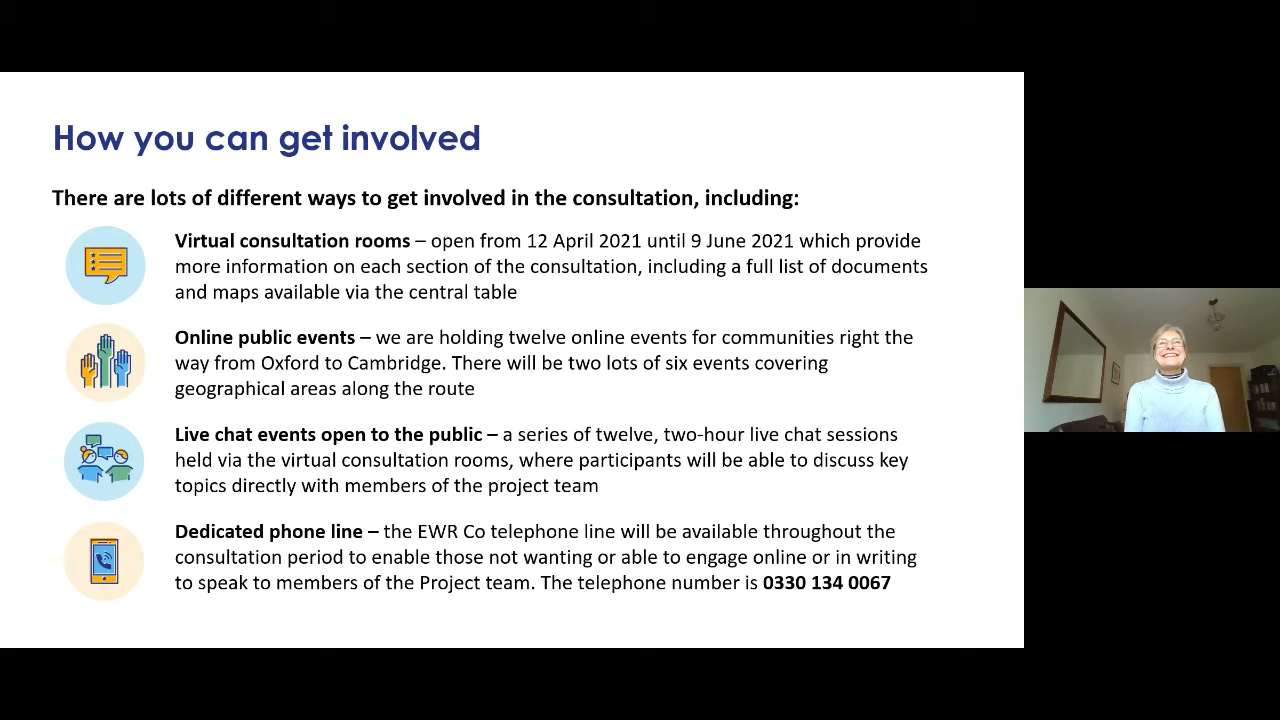 How you can get involved
There are lots of different ways to get involved in the consultation, including:
Virtual consultation rooms – open from 12 April 2021 until 9 June 2021 which provide
more information on each section of the consultation, including a full list of documents
and maps available via the central table
Online public events – we are holding twelve online events for communities right the
way from Oxford to Cambridge. There will be two lots of six events covering
geographical areas along the route
Live chat events open to the public – a series of twelve, two-hour live chat sessions
held via the virtual consultation rooms, where participants will be able to discuss key
topics directly with members of the project team
Dedicated phone line – the EWR Co telephone line will be available throughout the
consultation period to enable those not wanting or able to engage online or in writing
to speak to members of the Project team. The telephone number is 0330 134 0067